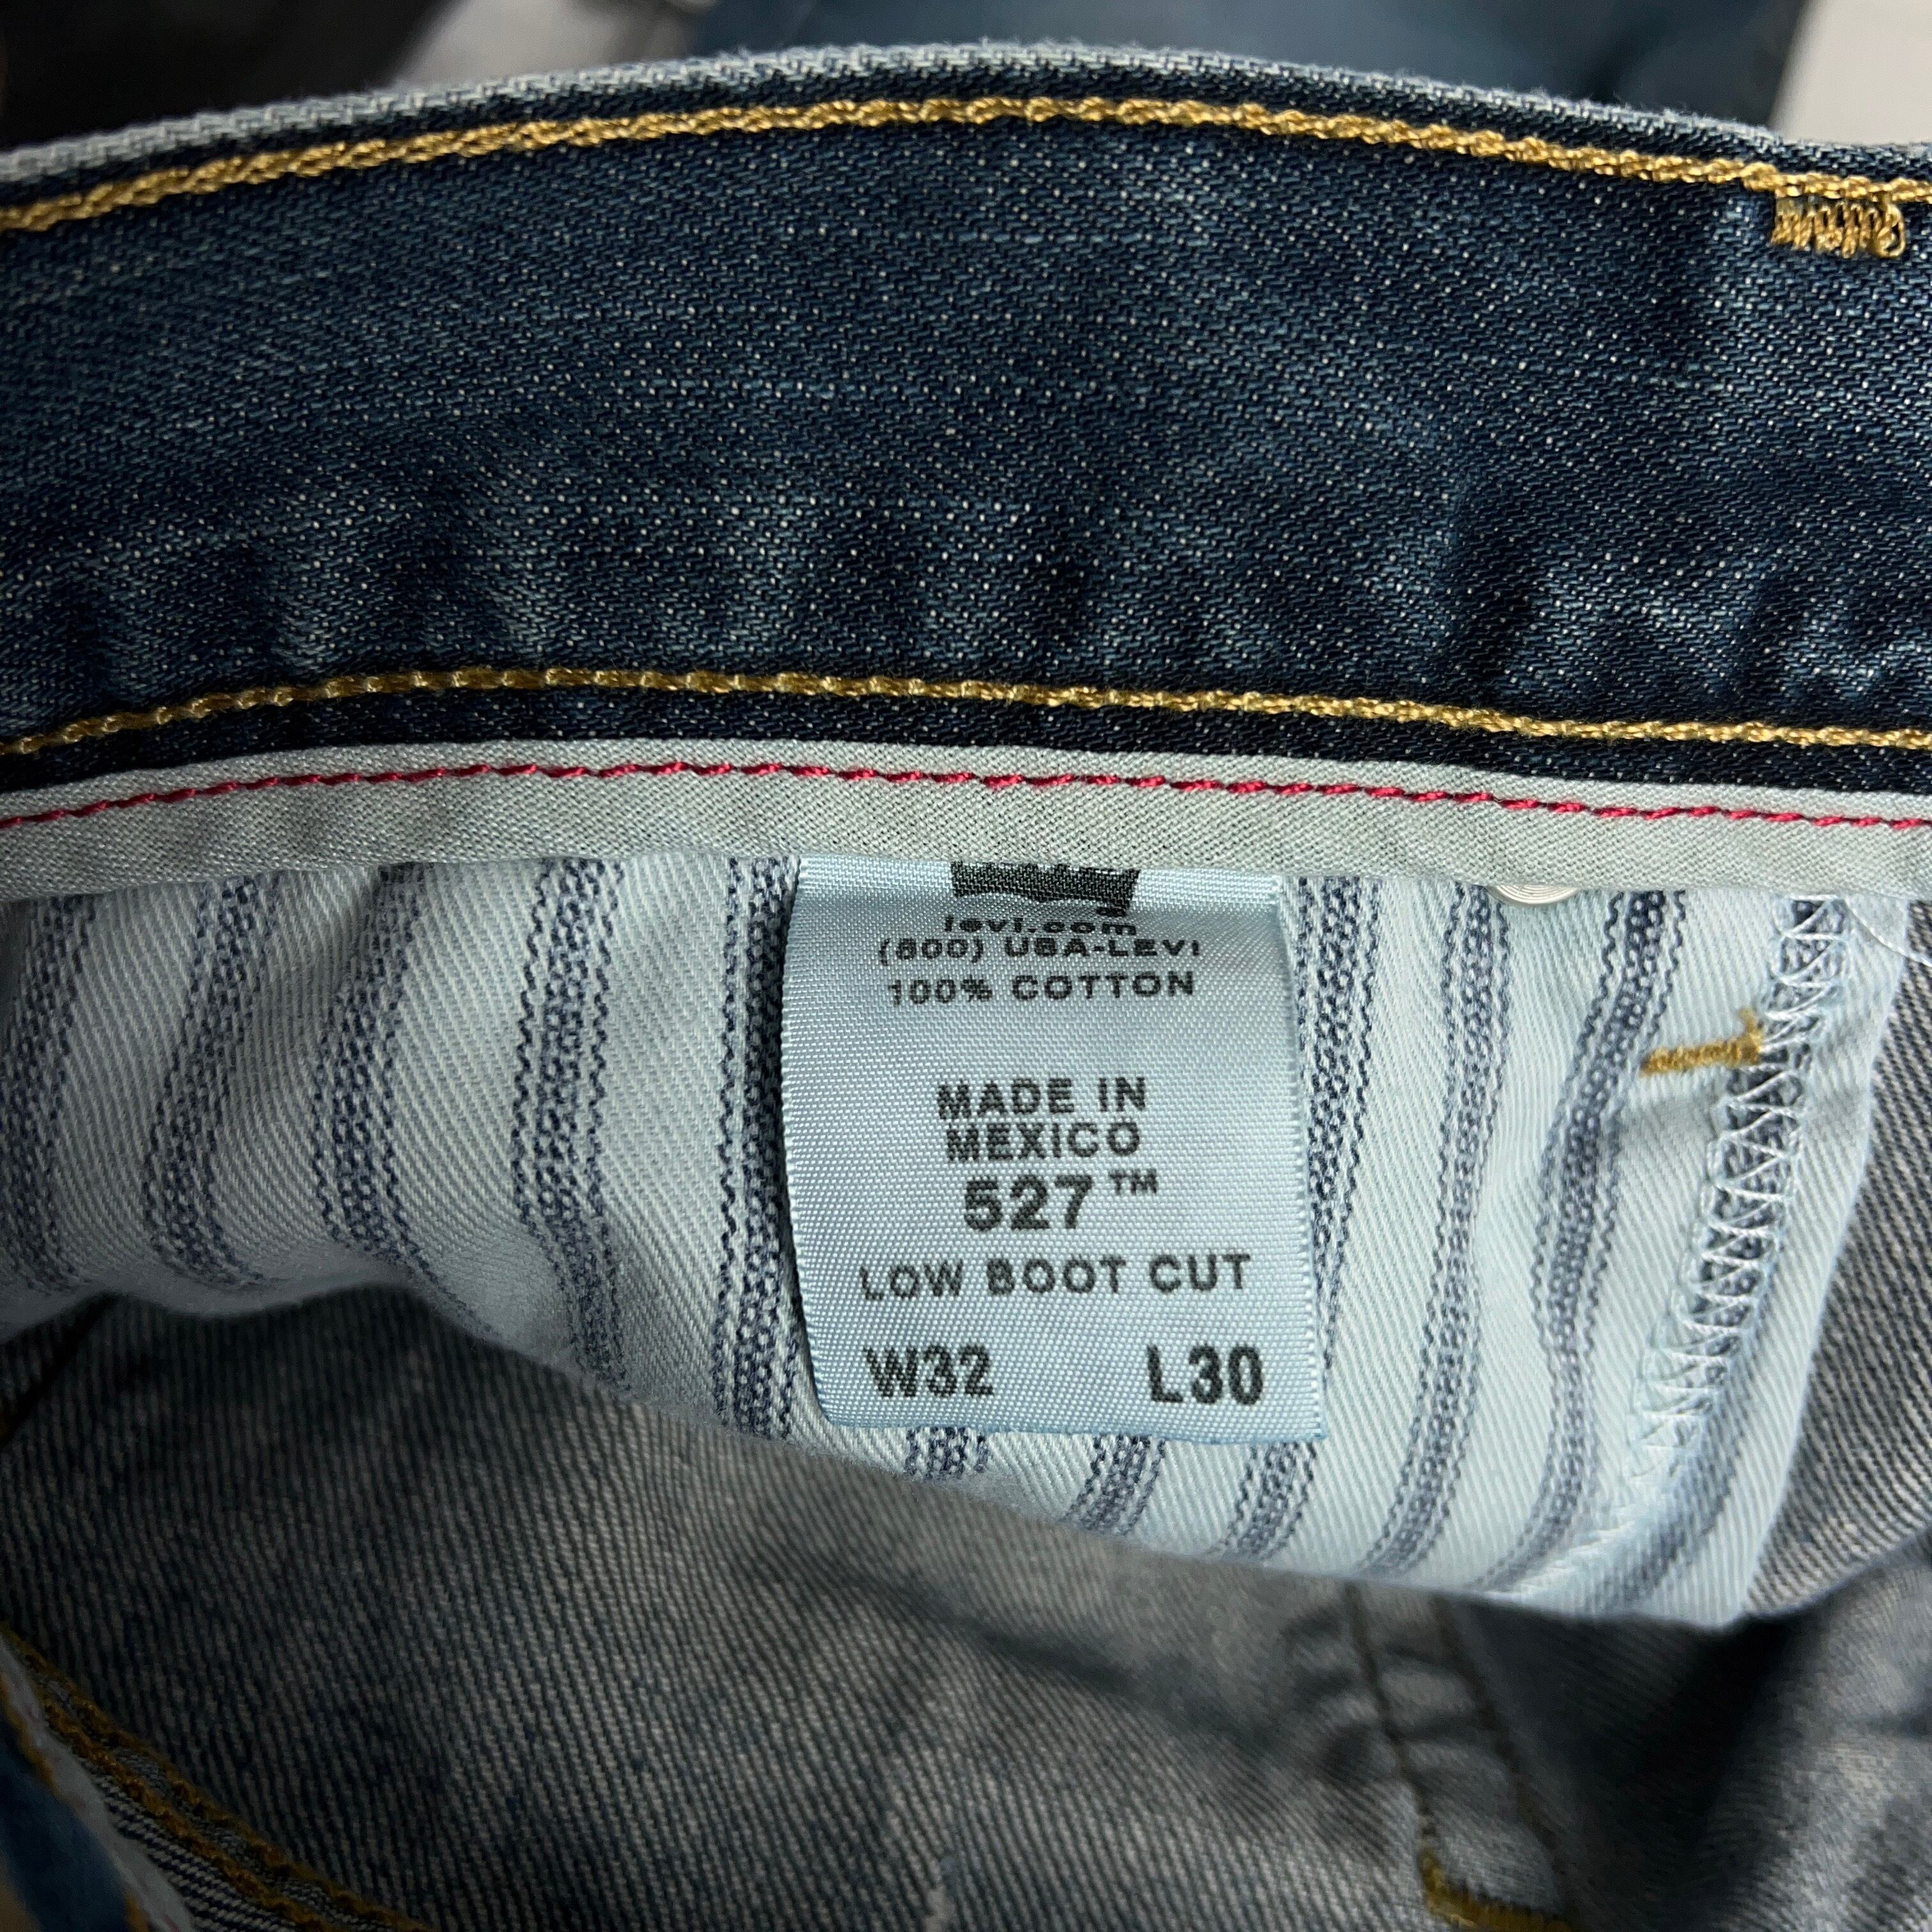 levi.com
(800) USA-LEVI
100% COTTON
MADE IN
MEXICO
527™
LOW BOOT CUT
W32 L30